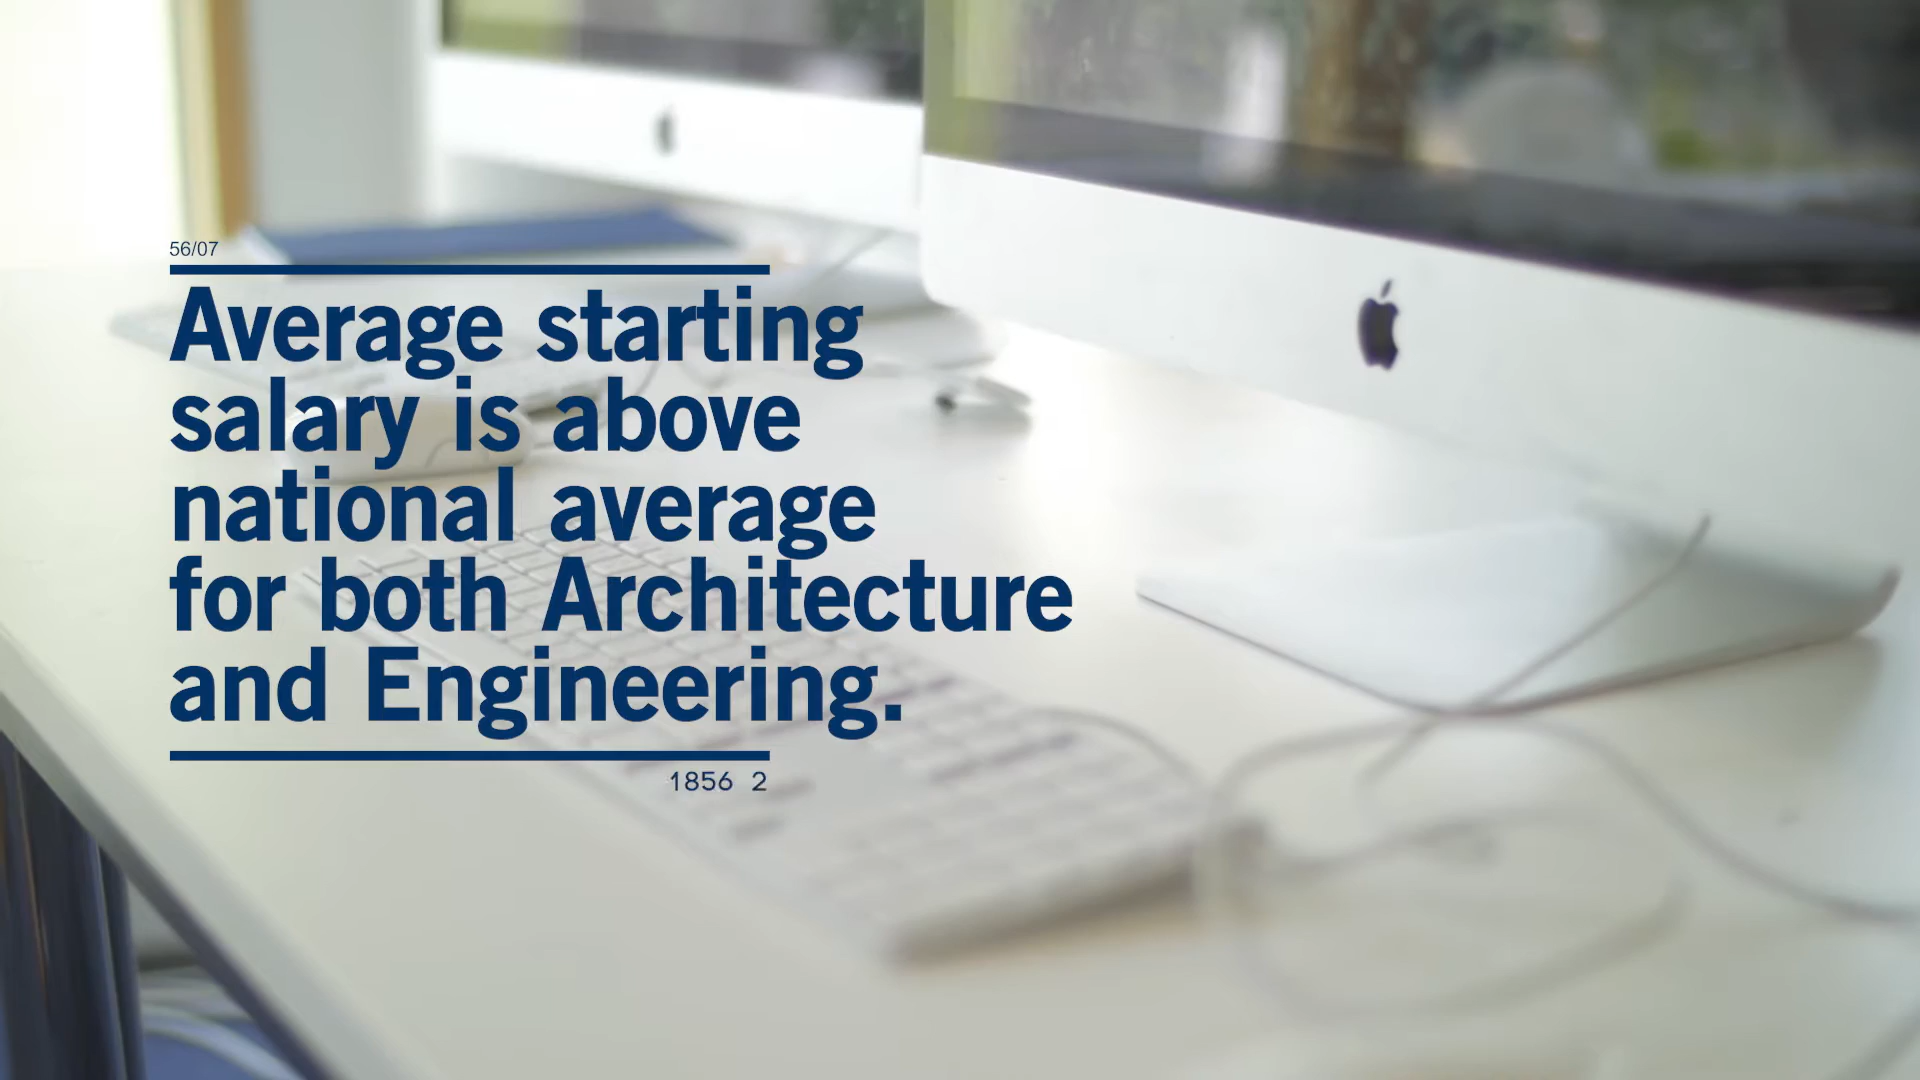 56/07
Average starting
salary is above
national average
for both Architecture
and Engineering.
1856 2